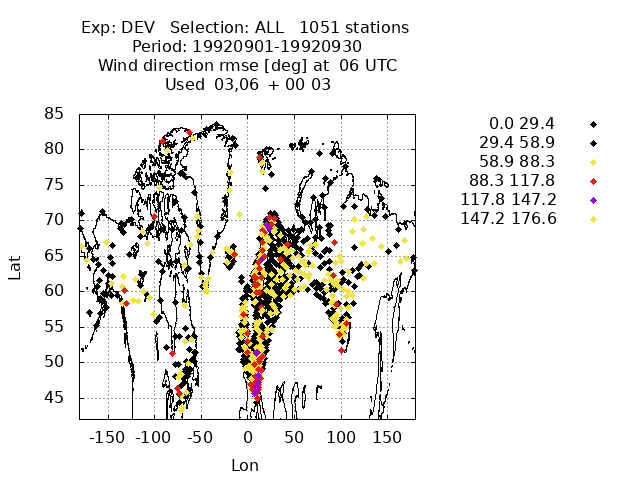 Exp: DEV Selection: ALL 1051 stations
Period: 19920901-19920930
Wind direction rmse [deg] at 06 UTC
Used 03,06 + 00 03
85
80
75
70
65
60
55
50
45
Lat
-150 -100 -50 0 50 100 150
Lon
0.0 29.4
29.4 58.9
58.9 88.3
88.3 117.8
117.8 147.2
147.2 176.6